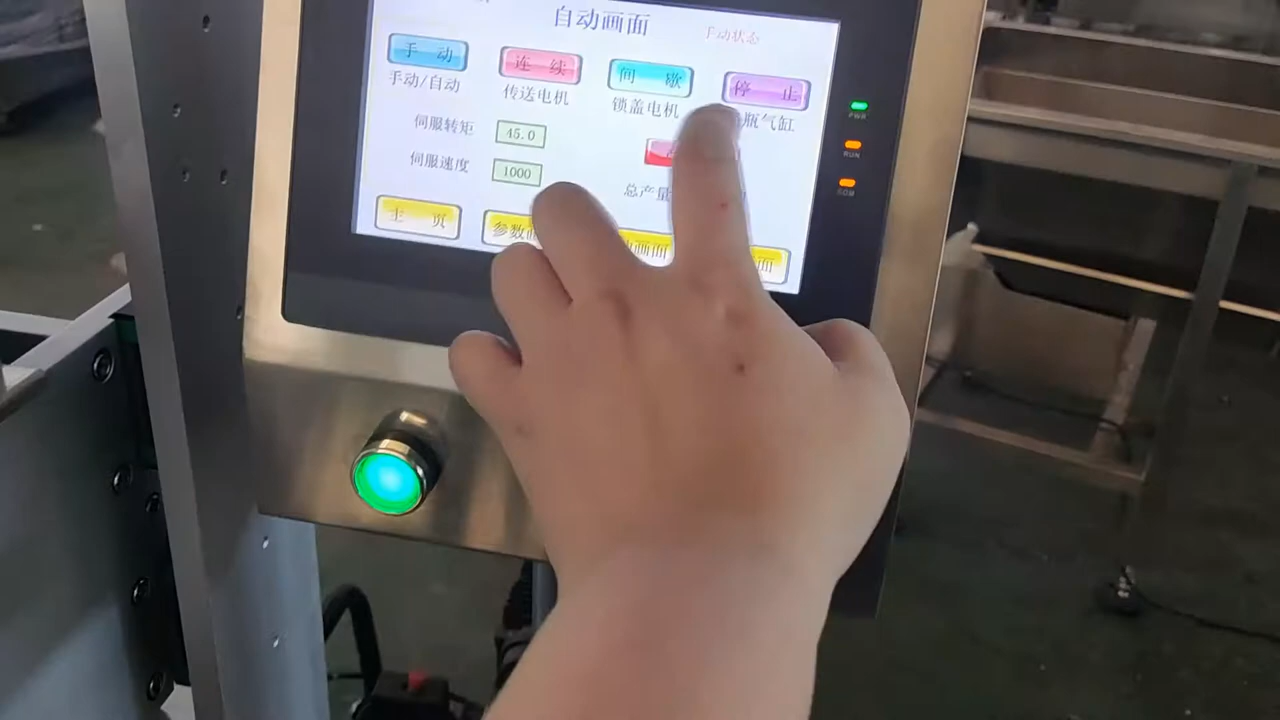 自动画面
手动状态
手 动
连 续
间 歇
停 止
手动/自动
传送电机
锁盖电机
瓶气缸
伺服转矩
45.0
伺服速度
1000
总产量
主 页
参数
画面
面
PWR
RUN
COM